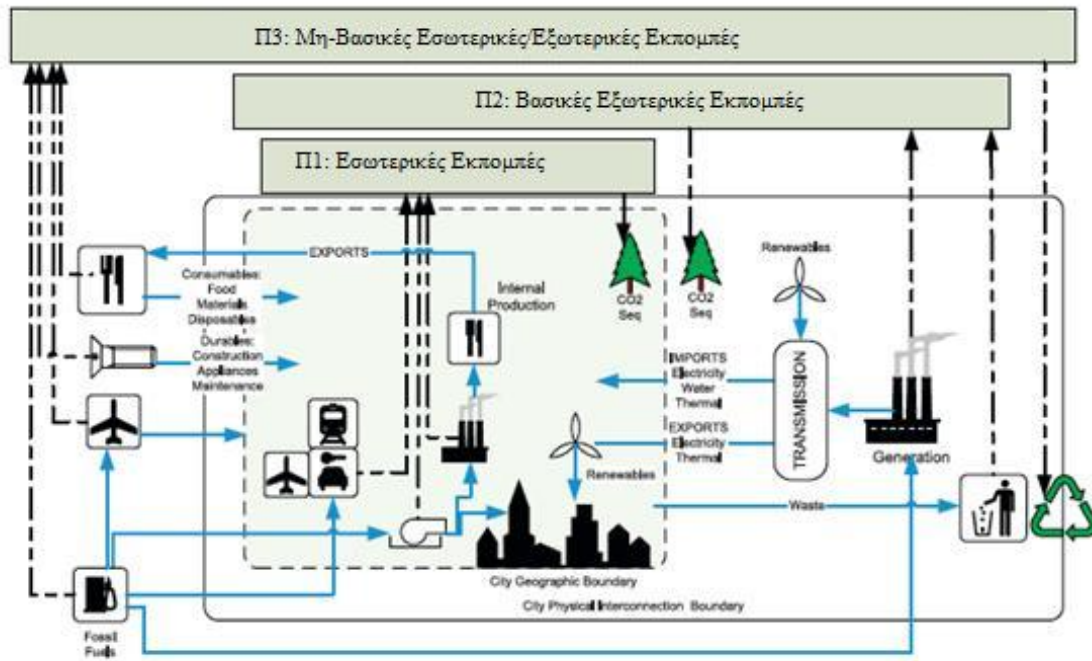 Π3: Μη-Βασικές Εσωτερικές/Εξωτερικές Εκπομπές
Π2: Βασικές Εξωτερικές Εκπομπές
Π1: Εσωτερικές Εκπομπές
EXPORTS
Consumables:
Food
Materials
Disposables
Durables:
Construction
Appliances
Maintenance
Internal
Production
CO2
Seq
CO2
Seq
Renewables
IMPORTS
Electricity
Water
Thermal
EXPORTS
Electricity
Thermal
TRANSMISSION
Generation
Renewables
Waste
City Geographic Boundary
City Physical Interconnection Boundary
Fossil
Fuels